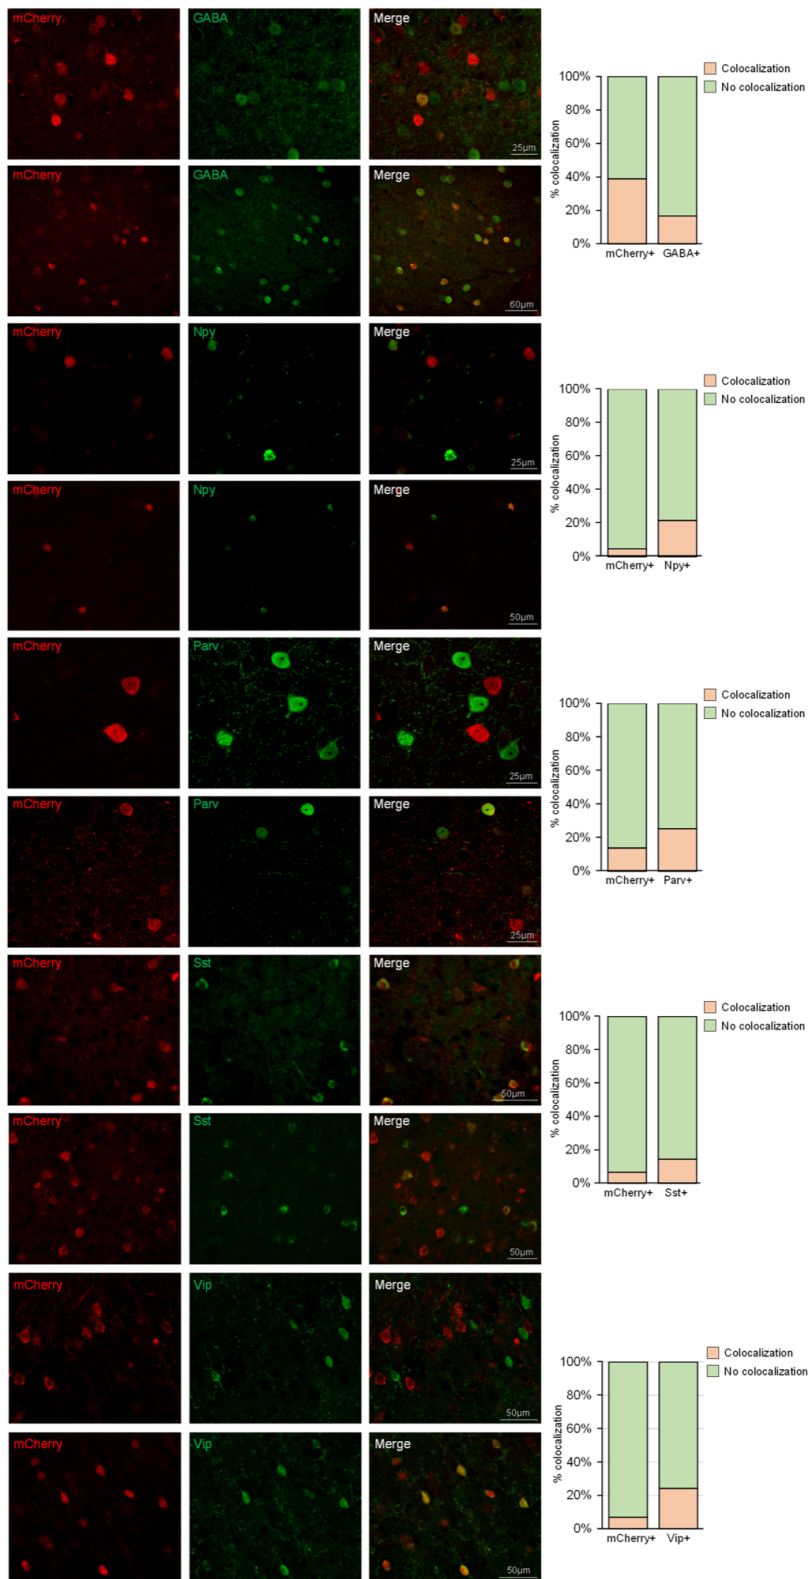 mCherry
GABA
Merge
25µm
mCherry
GABA
Merge
60µm
Colocalization
No colocalization
% colocalization
100%
80%
60%
40%
20%
0%
mCherry+ GABA+
mCherry
Npy
Merge
25µm
mCherry
Npy
Merge
50µm
Colocalization
No colocalization
% colocalization
100%
80%
60%
40%
20%
0%
mCherry+ Npy+
mCherry
Parv
Merge
25µm
mCherry
Parv
Merge
25µm
Colocalization
No colocalization
% colocalization
100%
80%
60%
40%
20%
0%
mCherry+ Parv+
mCherry
Sst
Merge
50µm
mCherry
Sst
Merge
50µm
Colocalization
No colocalization
% colocalization
100%
80%
60%
40%
20%
0%
mCherry+ Sst+
mCherry
Vip
Merge
50µm
mCherry
Vip
Merge
50µm
Colocalization
No colocalization
% colocalization
100%
80%
60%
40%
20%
0%
mCherry+ Vip+